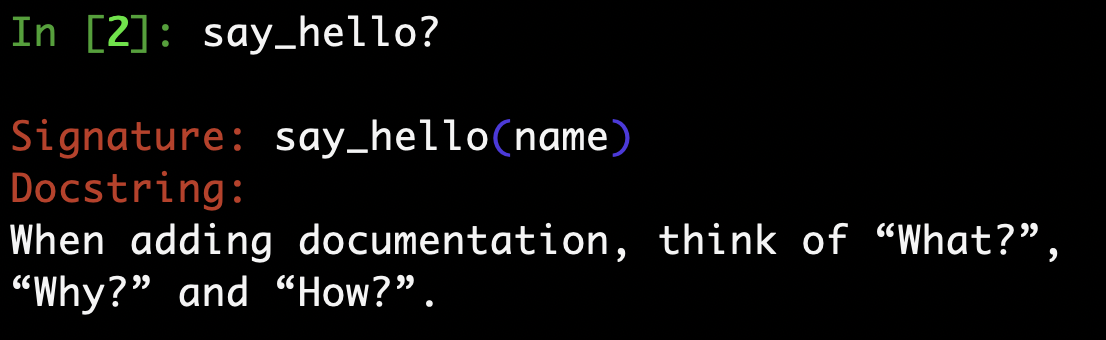 In [2]: say_hello?
Signature: say_hello(name)
Docstring:
When adding documentation, think of “What?”,
“Why?” and “How?”.